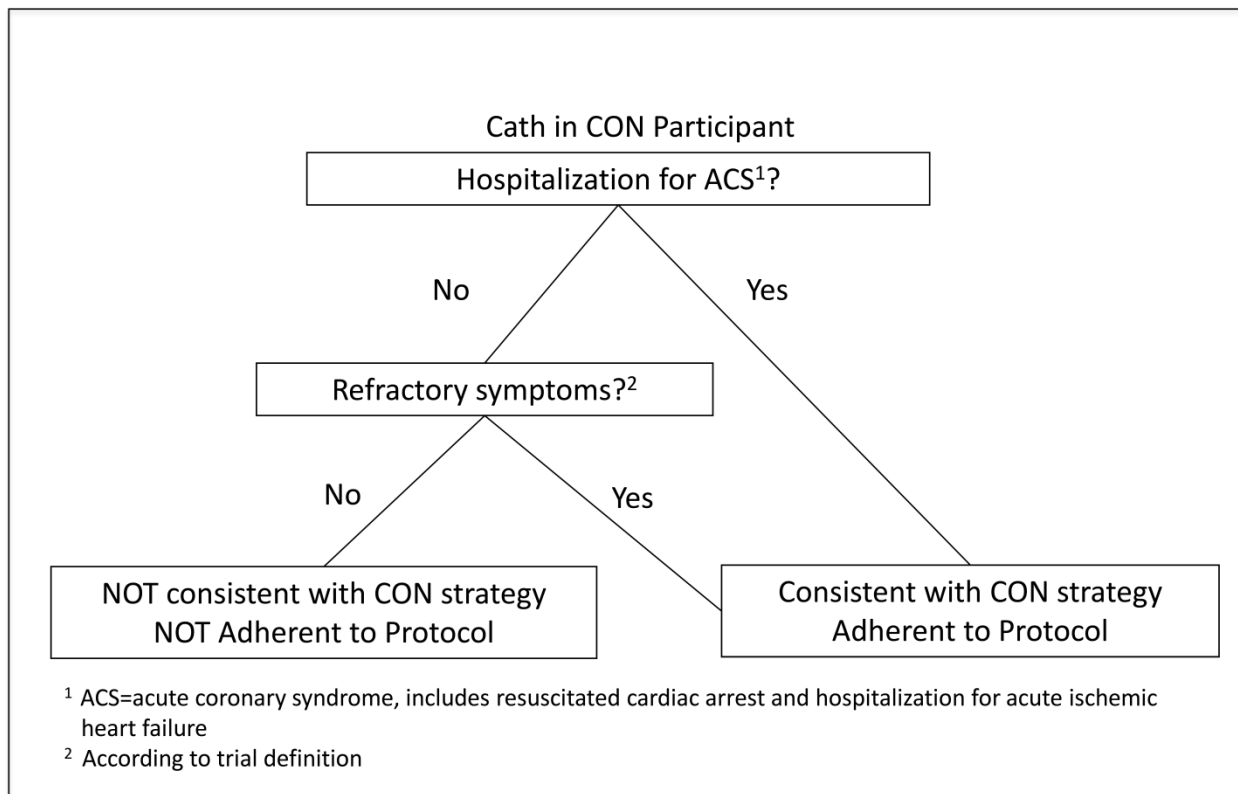 Cath in CON Participant
Hospitalization for ACS¹?
No
Yes
Refractory symptoms?²
No
Yes
NOT consistent with CON strategy
NOT Adherent to Protocol
Consistent with CON strategy
Adherent to Protocol
¹ ACS=acute coronary syndrome, includes resuscitated cardiac arrest and hospitalization for acute ischemic
heart failure
² According to trial definition